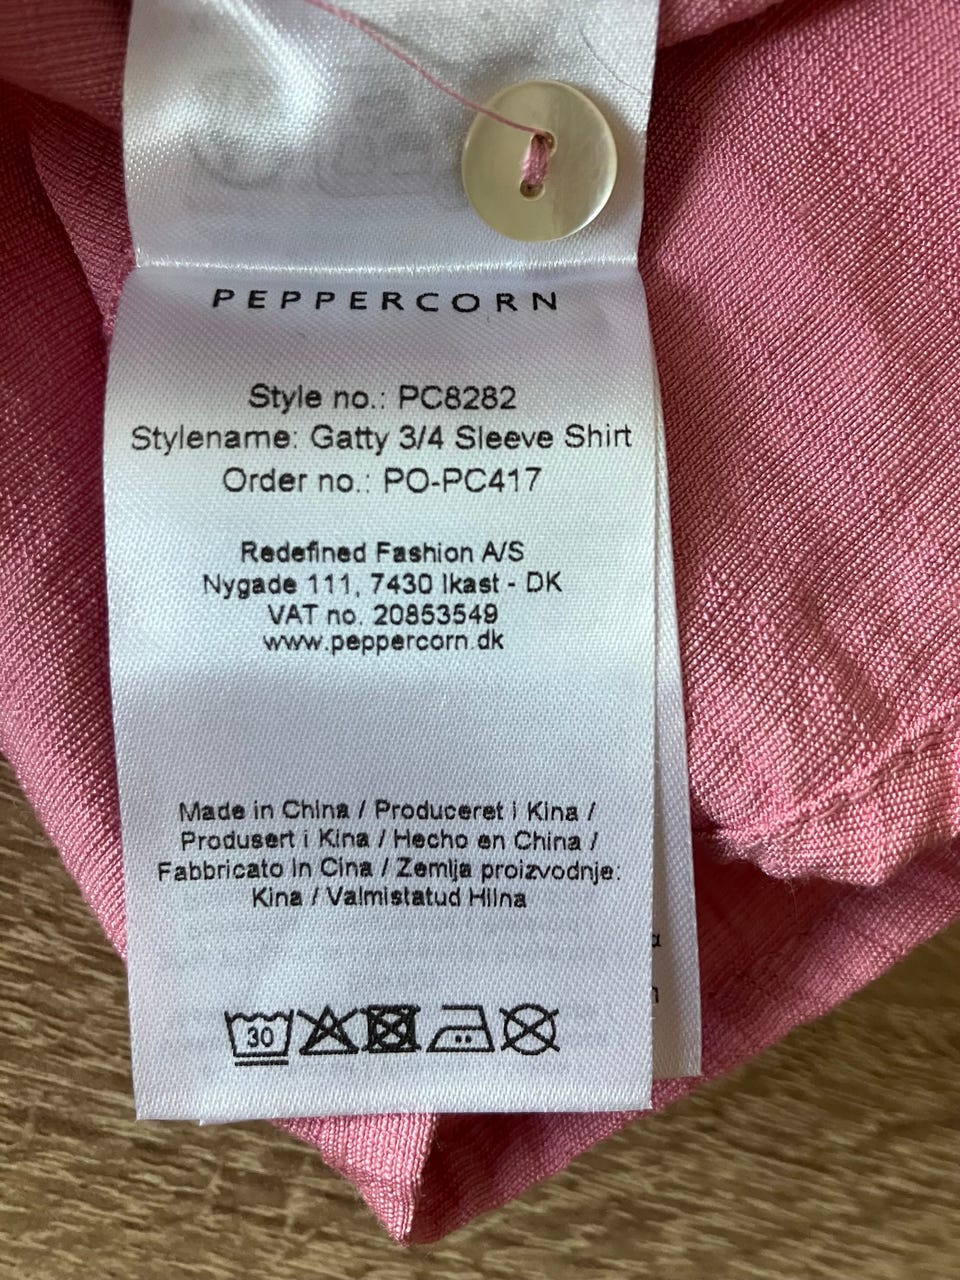 PEPPERCORN
Style no.: PC8282
Stylename: Gatty 3/4 Sleeve Shirt
Order no.: PO-PC417
Redefined Fashion A/S
Nygade 111, 7430 Ikast - DK
VAT no. 20853549
www.peppercorn.dk
Made in China / Produceret i Kina /
Produsert i Kina / Hecho en China /
Fabbricato in Cina / Zemlja proizvodnje:
Kina / Valmistatud Hiina
30